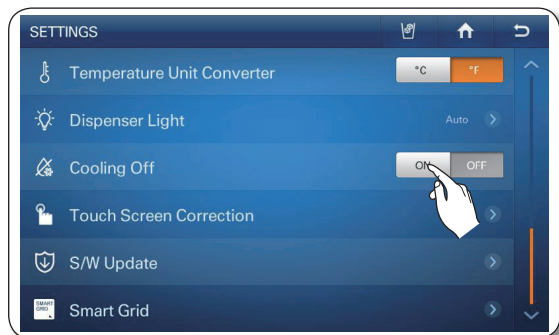 SETTINGS
Temperature Unit Converter
°C °F
Dispenser Light
Auto
Cooling Off
ON OFF
Touch Screen Correction
S/W Update
SMART
GRID
Smart Grid